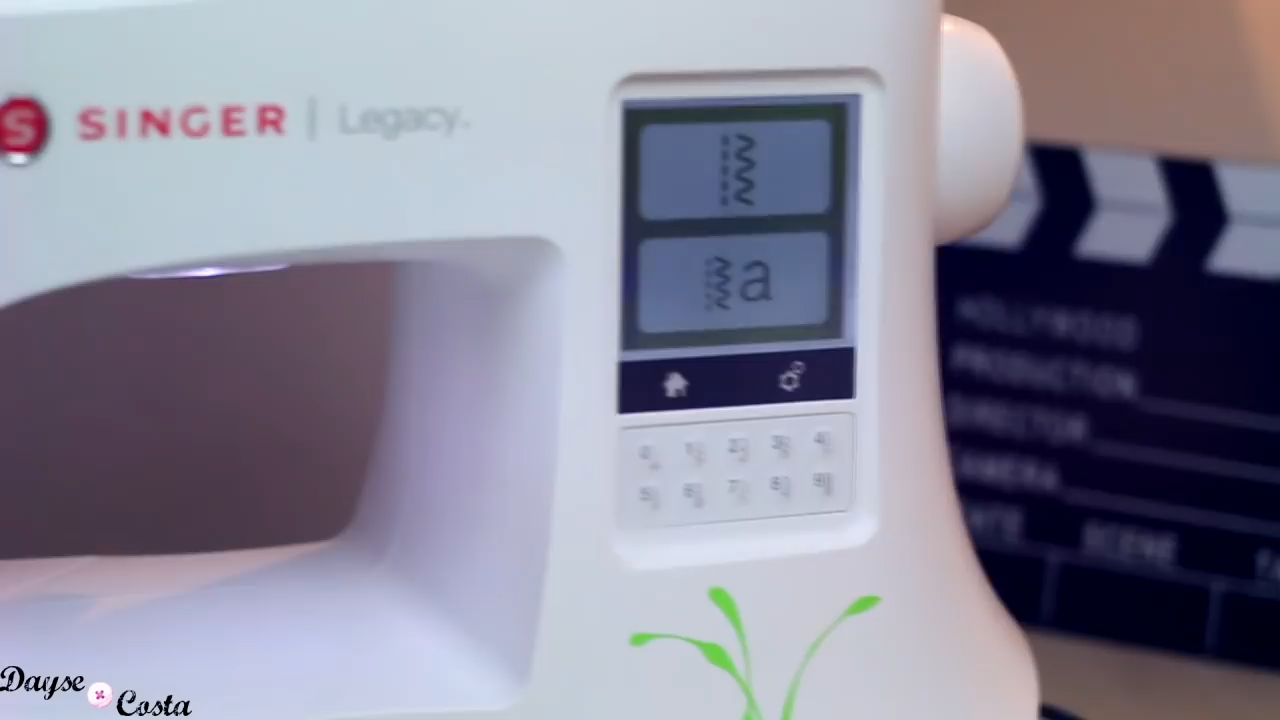 S SINGER | Legacy.
a
0 1 2 3 4
5 6 7 8 9
HOLLYWOOD
PRODUCTION
DIRECTOR
CAMERA
SCENE
Dayse
Costa